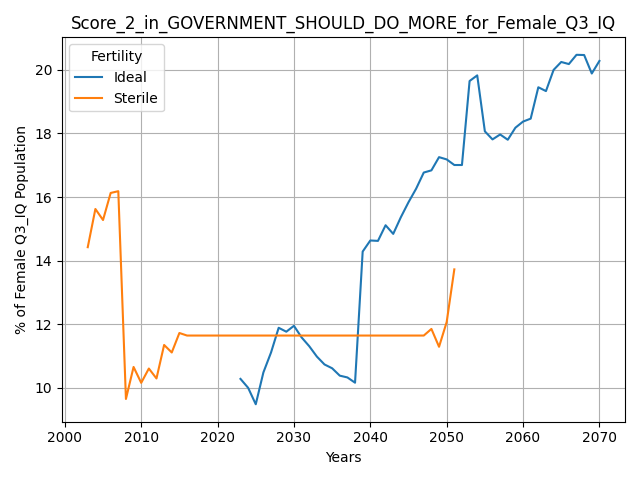 Score_2_in_GOVERNMENT_SHOULD_DO_MORE_for_Female_Q3_IQ
Fertility
Ideal
Sterile
% of Female Q3_IQ Population
20
18
16
14
12
10
2000 2010 2020 2030 2040 2050 2060 2070
Years